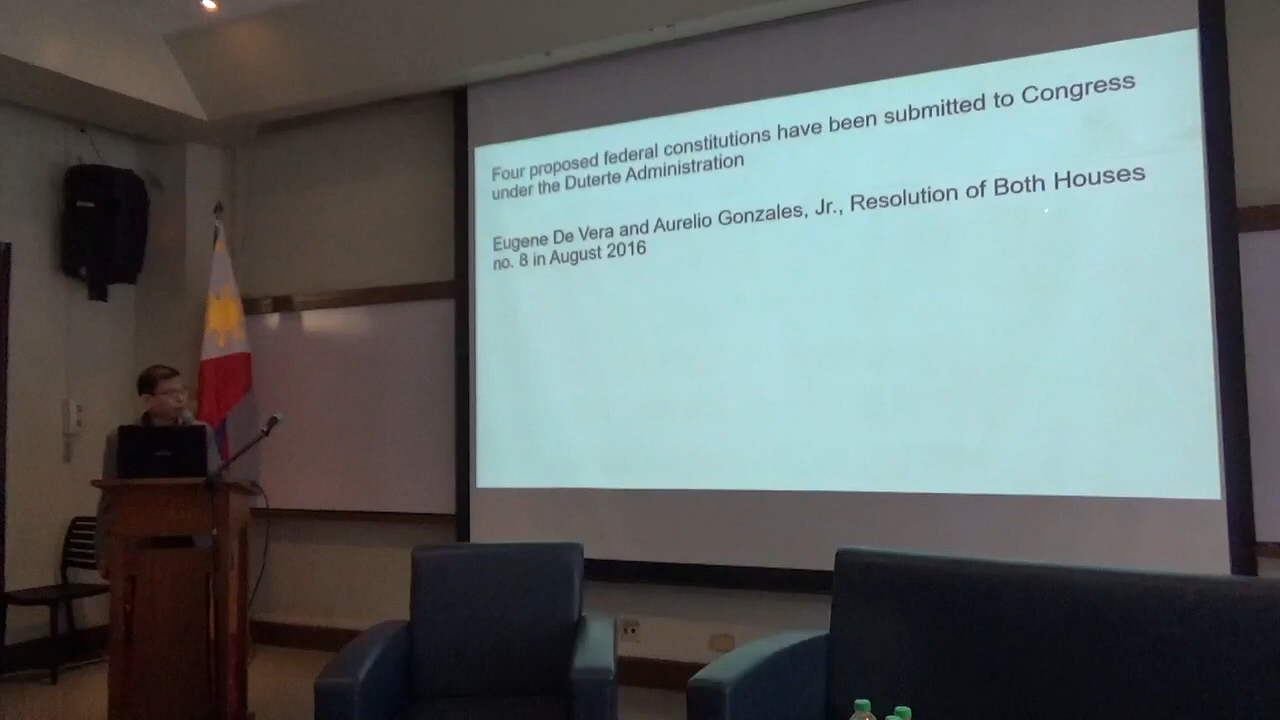 Four proposed federal constitutions have been submitted to Congress
under the Duterte Administration
Eugene De Vera and Aurelio Gonzales, Jr., Resolution of Both Houses
no. 8 in August 2016